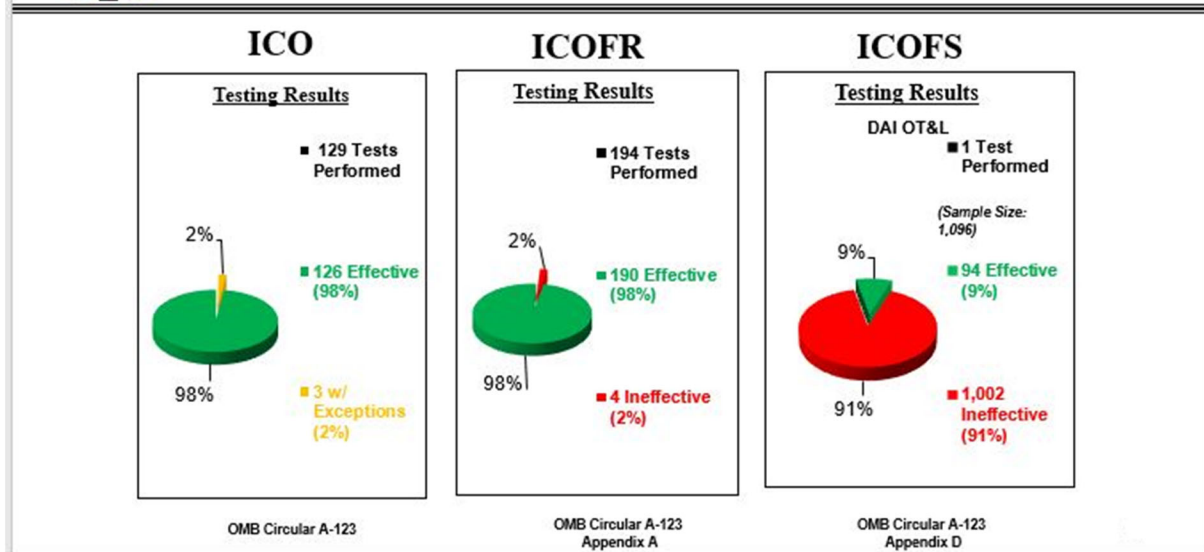 ICO
Testing Results
129 Tests
Performed
2%
126 Effective
(98%)
98%
3 w/
Exceptions
(2%)
OMB Circular A-123
ICOFR
Testing Results
194 Tests
Performed
2%
190 Effective
(98%)
98%
4 Ineffective
(2%)
OMB Circular A-123
Appendix A
ICOFS
Testing Results
DAI OT&L
1 Test
Performed
(Sample Size:
1,096)
9%
94 Effective
(9%)
91%
1,002
Ineffective
(91%)
OMB Circular A-123
Appendix D